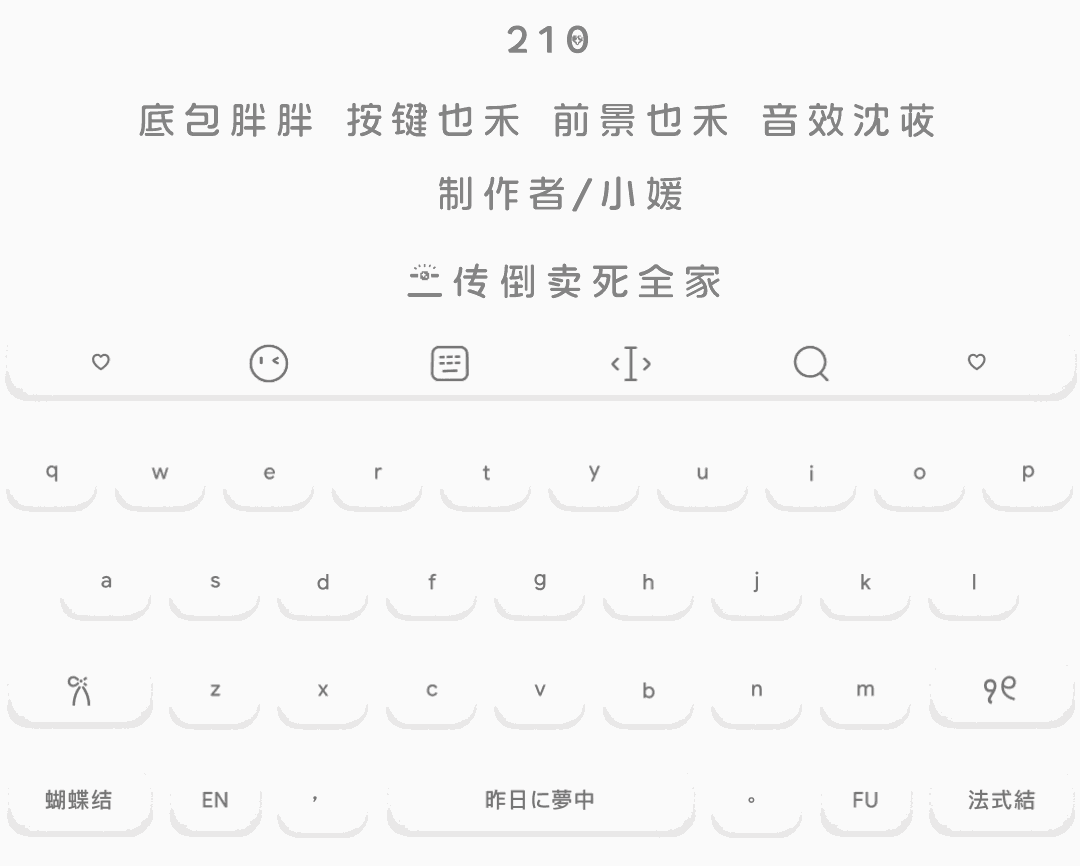 210
底包胖胖 按键也禾 前景也禾 音效沈莜
制作者/小媛
二传倒卖死全家
q w e r t y u i o p
a s d f g h j k l
z x c v b n m
蝴蝶结 EN , 昨日に夢中 。 FU 法式結